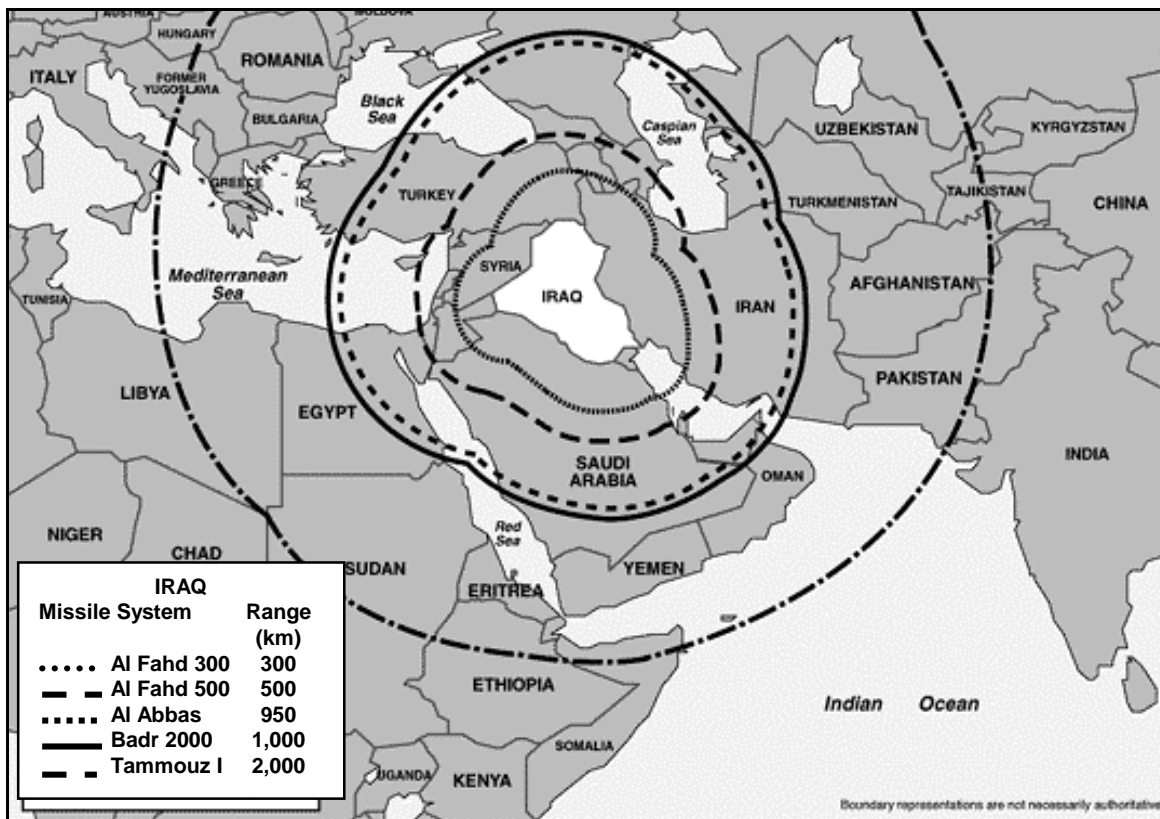 AUSTRIA
HUNGARY
MOLDOVA
ROMANIA
ITALY
FORMER
YUGOSLAVIA
BULGARIA
Black
Sea
GREECE
TURKEY
Caspian
Sea
UZBEKISTAN
KYRGYZSTAN
TAJIKISTAN
TURKMENISTAN
CHINA
Mediterranean
Sea
TUNISIA
SYRIA
IRAQ
IRAN
AFGHANISTAN
PAKISTAN
LIBYA
EGYPT
SAUDI
ARABIA
OMAN
INDIA
NIGER
CHAD
SUDAN
Red
Sea
ERITREA
YEMEN
ETHIOPIA
SOMALIA
UGANDA
KENYA
Indian Ocean
IRAQ
Missile System Range
(km)
Al Fahd 300 300
Al Fahd 500 500
Al Abbas 950
Badr 2000 1,000
Tammouz I 2,000
Boundary representations are not necessarily authoritative